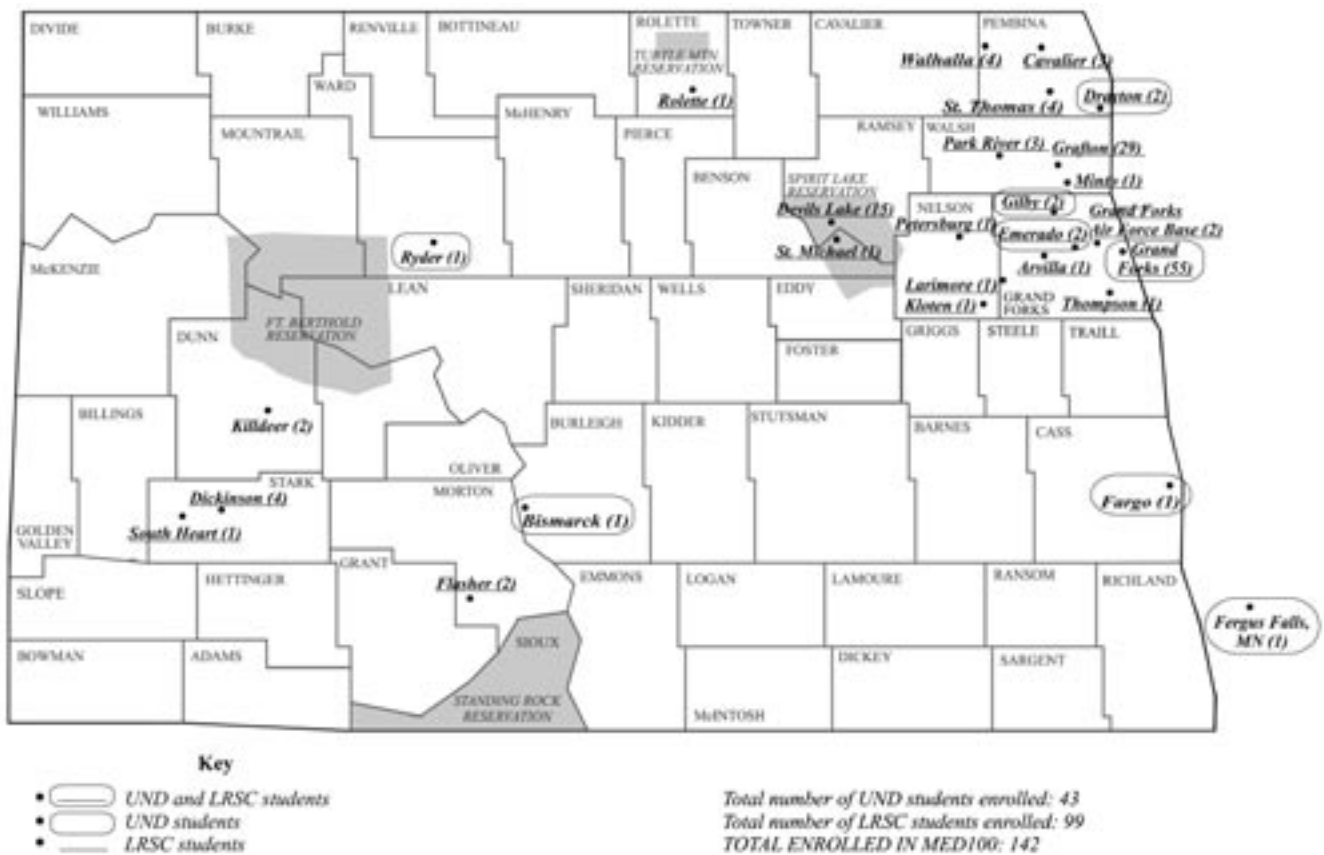 DIVIDE
BURKE
RENVILLE
BOTTINEAU
ROLETTE
TOWNER
CAVALIER
PEMBINA
TURTLE MTN
RESERVATION
Walhalla (4)
Cavalier (3)
WARD
Rolette (1)
St. Thomas (4)
Drayton (2)
WILLIAMS
McHENRY
MOUNTRAIL
PIERCE
RAMSEY
WALSH
Park River (3)
Grafton (29)
BENSON
SPIRIT LAKE
RESERVATION
Minto (1)
NELSON
Gilby (2)
Devils Lake (15)
Petersburg (1)
Grand Forks
Air Force Base (2)
Emerado (2)
St. Michael (1)
Ryder (1)
Arvilla (1)
Grand
Forks (55)
McKENZIE
LEAN
SHERIDAN
WELLS
EDDY
Larimore (1)
Kloten (1)
GRAND
FORKS
Thompson (1)
FT. BERTHOLD
RESERVATION
DUNN
GRIGGS
STEELE
TRAILL
FOSTER
BILLINGS
Killdeer (2)
BURLEIGH
KIDDER
STUTSMAN
BARNES
CASS
OLIVER
STARK
MORTON
Dickinson (4)
South Heart (1)
Bismarck (1)
Fargo (1)
GOLDEN
VALLEY
GRANT
SLOPE
HETTINGER
Flasher (2)
EMMONS
LOGAN
LAMOURE
RANSOM
RICHLAND
Fergus Falls,
MN (1)
BOWMAN
ADAMS
SIOUX
DICKEY
SARGENT
STANDING ROCK
RESERVATION
McINTOSH
Key
UND and LRSC students
UND students
LRSC students
Total number of UND students enrolled: 43
Total number of LRSC students enrolled: 99
TOTAL ENROLLED IN MED100: 142